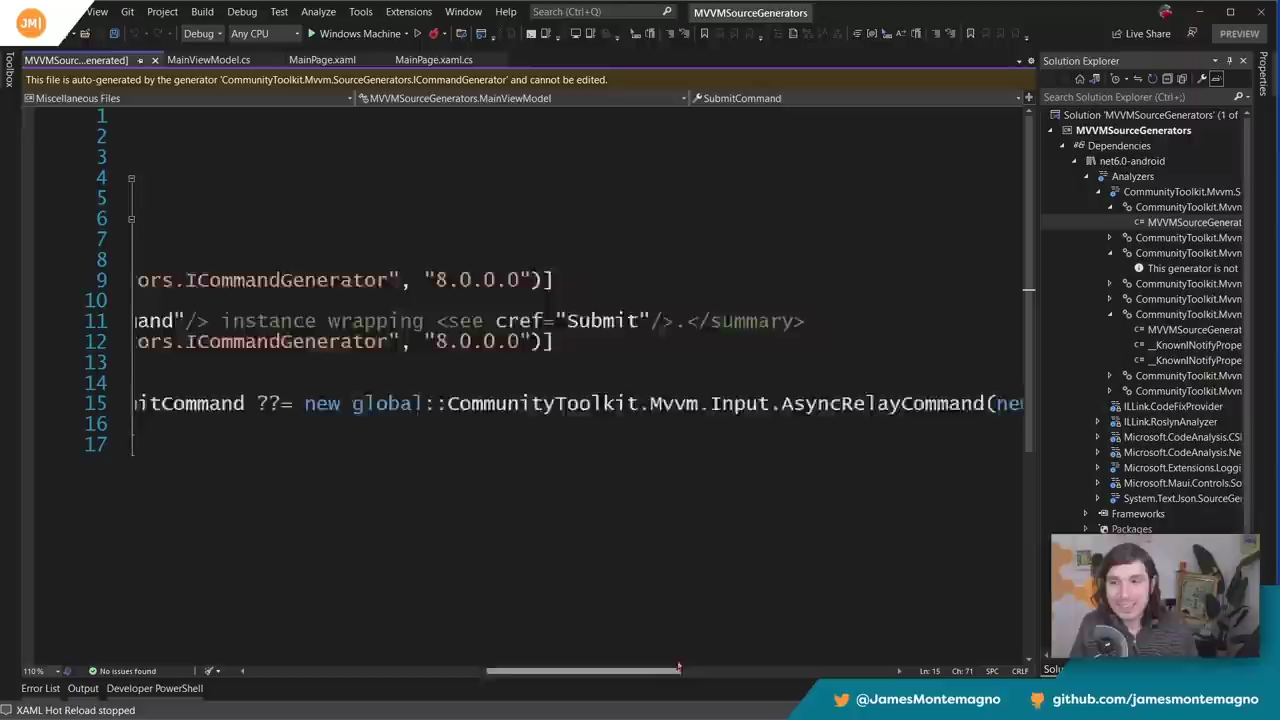 JM|
View
Git
Project
Build
Debug
Test
Analyze
Tools
Extensions
Window
Help
Search (Ctrl+Q)
MVVMSourceGenerators
Debug
Any CPU
Windows Machine
Live Share
PREVIEW
Toolbox
MVVMSourc...enerated]
MainViewModel.cs
MainPage.xaml
MainPage.xaml.cs
This file is auto-generated by the generator 'CommunityToolkit.Mvvm.SourceGenerators.ICommandGenerator' and cannot be edited.
Miscellaneous Files
MVVMSourceGenerators.MainViewModel
SubmitCommand
1
2
3
4
5
6
7
8
9 ors.ICommandGenerator", "8.0.0.0")]
10
11 mand"/> instance wrapping <see cref="Submit"/>.</summary>
12 ors.ICommandGenerator", "8.0.0.0")]
13
14
15 mitCommand ??= new global::CommunityToolkit.Mvvm.Input.AsyncRelayCommand(new
16
17
110 %
No issues found
Ln: 15
Ch: 71
SPC
CRLF
Error List
Output
Developer PowerShell
XAML Hot Reload stopped
Solution Explorer
Search Solution Explorer (Ctrl+;)
Solution 'MVVMSourceGenerators' (1 of
MVVMSourceGenerators
Dependencies
net6.0-android
Analyzers
CommunityToolkit.Mvvm.S
CommunityToolkit.Mvvm
MVVMSourceGenerat
CommunityToolkit.Mvvm
CommunityToolkit.Mvvm
This generator is not
CommunityToolkit.Mvvm
CommunityToolkit.Mvvm
CommunityToolkit.Mvvm
MVVMSourceGenerat
__KnownINotifyPrope
__KnownINotifyPrope
CommunityToolkit.Mvvm
CommunityToolkit.Mvvm
ILLink.CodeFixProvider
ILLink.RoslynAnalyzer
Microsoft.CodeAnalysis.CSI
Microsoft.CodeAnalysis.Ne
Microsoft.Extensions.Loggi
Microsoft.Maui.Controls.So
System.Text.Json.SourceGe
Frameworks
Packages
Properties
Solu
@JamesMontemagno
github.com/jamesmontemagno